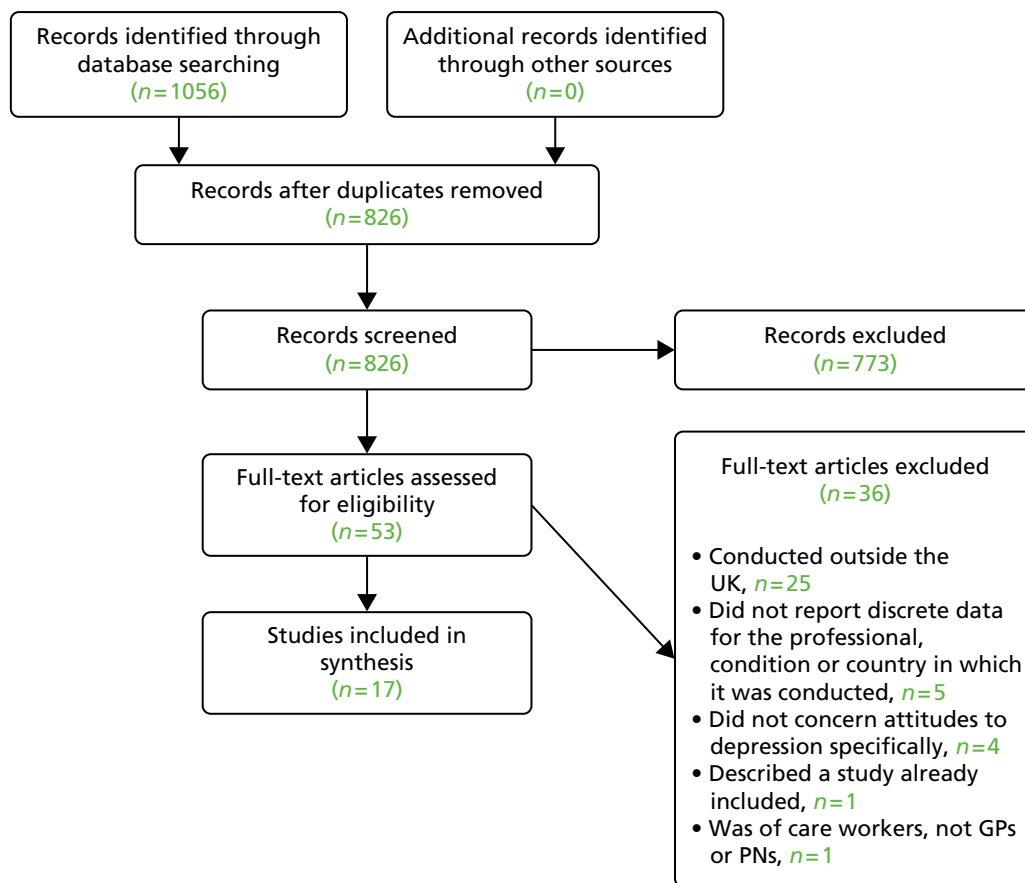 Records identified through
database searching
(n=1056)
Additional records identified
through other sources
(n=0)
Records after duplicates removed
(n=826)
Records screened
(n=826)
Records excluded
(n=773)
Full-text articles assessed
for eligibility
(n=53)
Full-text articles excluded
(n=36)
• Conducted outside the
UK, n=25
• Did not report discrete data
for the professional,
condition or country in which
it was conducted, n=5
• Did not concern attitudes to
depression specifically, n=4
• Described a study already
included, n=1
• Was of care workers, not GPs
or PNs, n=1
Studies included in
synthesis
(n=17)